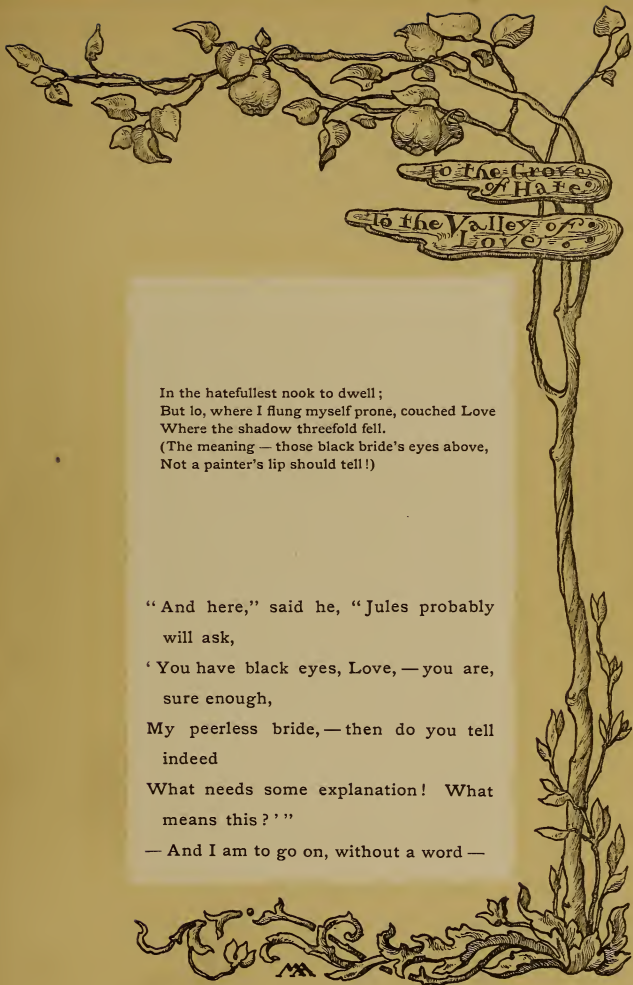 To the Grove
of Hate
To the Valley of
Love
In the hatefullest nook to dwell ;
But lo, where I flung myself prone, couched Love
Where the shadow threefold fell.
(The meaning — those black bride's eyes above,
Not a painter's lip should tell !)
“ And here,” said he, “ Jules probably
will ask,
‘ You have black eyes, Love, — you are,
sure enough,
My peerless bride, — then do you tell
indeed
What needs some explanation ! What
means this ? ’ ”
— And I am to go on, without a word —